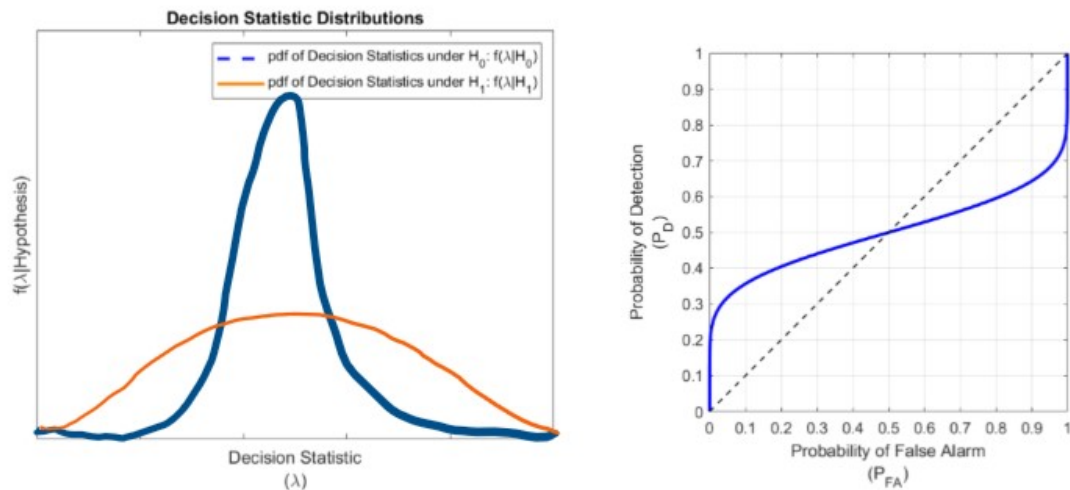 Decision Statistic Distributions
pdf of Decision Statistics under H₀: f(λ|H₀)
pdf of Decision Statistics under H₁: f(λ|H₁)
f(λ|Hypothesis)
Decision Statistic
(λ)
Probability of Detection
(P_D)
1
0.9
0.8
0.7
0.6
0.5
0.4
0.3
0.2
0.1
0
0 0.1 0.2 0.3 0.4 0.5 0.6 0.7 0.8 0.9 1
Probability of False Alarm
(P_FA)